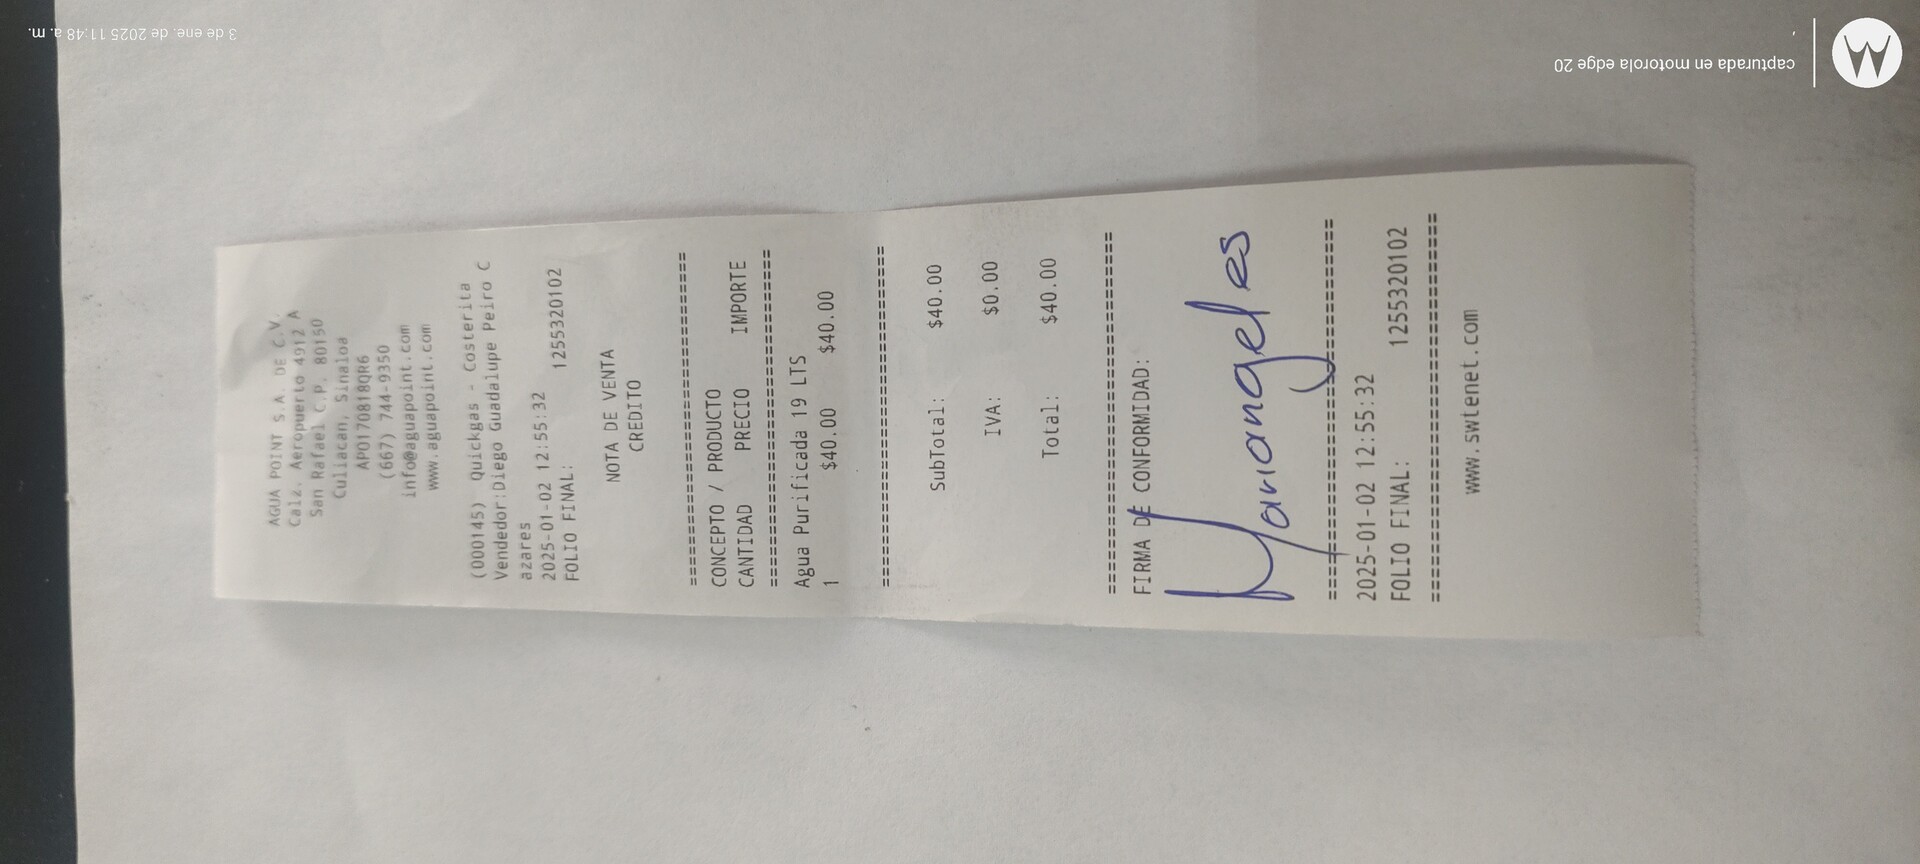 AGUA POINT S.A. DE C.V.
Calz. Aeropuerto 4912 A
San Rafael C.P. 80150
Culiacan, Sinaloa
APO170818QR6
(667) 744-9350
info@aguapoint.com
www.aguapoint.com
(000145) Quickgas - Costerita
Vendedor:Diego Guadalupe Peiro C
azares
2025-01-02 12:55:32
FOLIO FINAL: 1255320102
NOTA DE VENTA
CREDITO
================================
CONCEPTO / PRODUCTO
CANTIDAD PRECIO IMPORTE
================================
Agua Purificada 19 LTS
1 $40.00 $40.00
================================
SubTotal: $40.00
IVA: $0.00
Total: $40.00
================================
FIRMA DE CONFORMIDAD:
Mariangeles
================================
2025-01-02 12:55:32
FOLIO FINAL: 1255320102
================================
www.swtenet.com
capturada en motorola edge 20
3 de ene. de 2025 11:48 a. m.